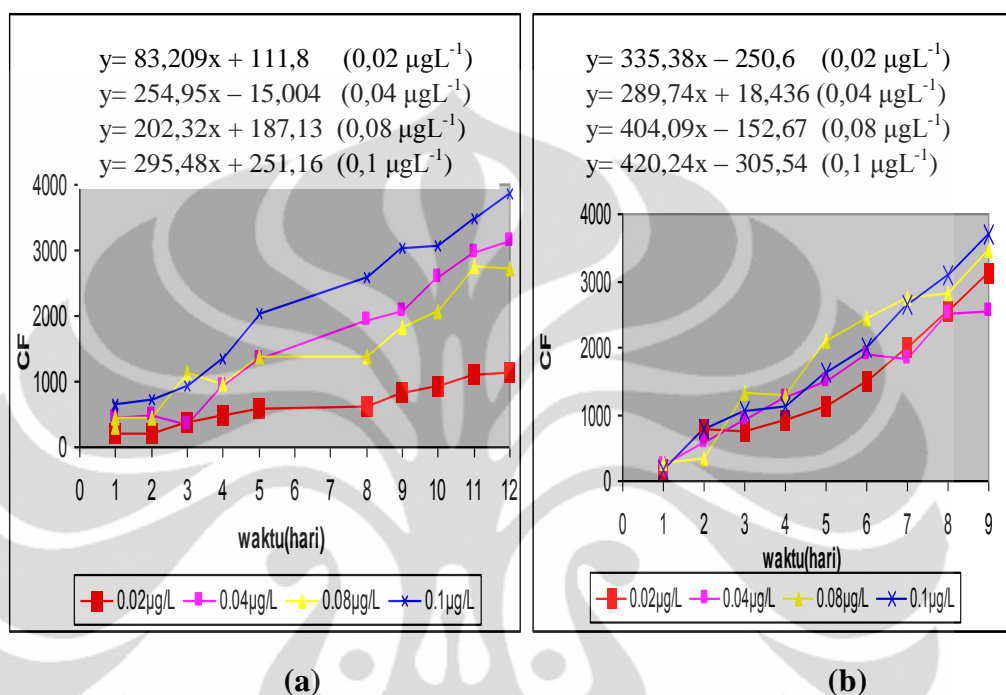 y= 83,209x + 111,8 (0,02 µgL-1)
y= 254,95x – 15,004 (0,04 µgL-1)
y= 202,32x + 187,13 (0,08 µgL-1)
y= 295,48x + 251,16 (0,1 µgL-1)
4000
3000
2000
1000
0
CF
0 1 2 3 4 5 8 9 10 11 12
waktu(hari)
0.02µg/L 0.04µg/L 0.08µg/L 0.1µg/L
(a)
y= 335,38x – 250,6 (0,02 µgL-1)
y= 289,74x + 18,436 (0,04 µgL-1)
y= 404,09x – 152,67 (0,08 µgL-1)
y= 420,24x – 305,54 (0,1 µgL-1)
4000
3000
2000
1000
0
CF
0 1 2 3 4 5 6 7 8 9
waktu(hari)
0.02µg/L 0.04µg/L 0.08µg/L 0.1µg/L
(b)